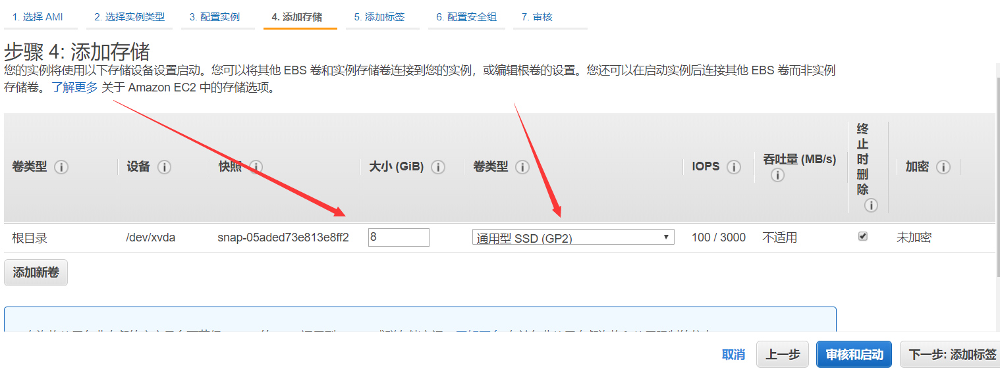 1. 选择 AMI
2. 选择实例类型
3. 配置实例
4. 添加存储
5. 添加标签
6. 配置安全组
7. 审核
步骤 4: 添加存储
您的实例将使用以下存储设备设置启动。您可以将其他 EBS 卷和实例存储卷连接到您的实例，或编辑根卷的设置。您还可以在启动实例后连接其他 EBS 卷而非实例
存储卷。 了解更多 关于 Amazon EC2 中的存储选项。
卷类型 设备 快照 大小 (GiB) 卷类型 IOPS 吞吐量 (MB/s) 终止时删除 加密
根目录 /dev/xvda snap-05aded73e813e8ff2 8 通用型 SSD (GP2) 100 / 3000 不适用 未加密
添加新卷
取消 上一步 审核和启动 下一步: 添加标签